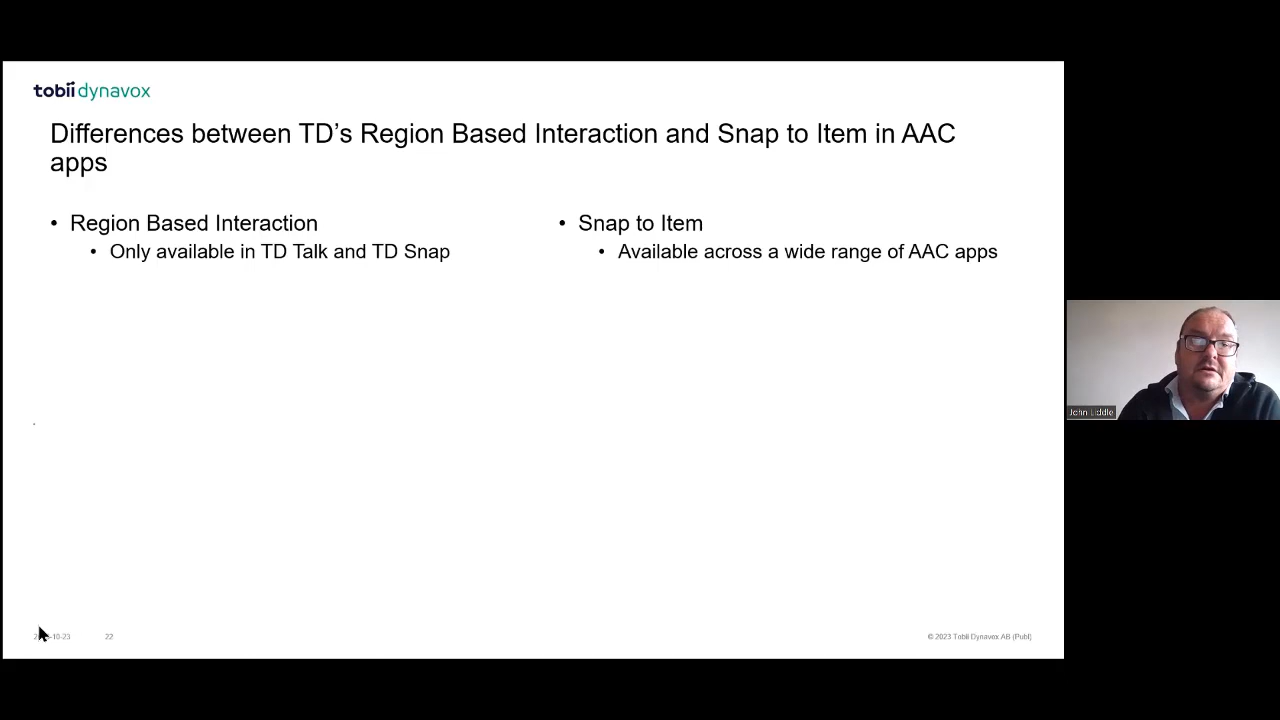 tobii dynavox
Differences between TD’s Region Based Interaction and Snap to Item in AAC
apps
• Region Based Interaction
• Only available in TD Talk and TD Snap
• Snap to Item
• Available across a wide range of AAC apps
John Liddle
22
© 2023 Tobii Dynavox AB (Publ)